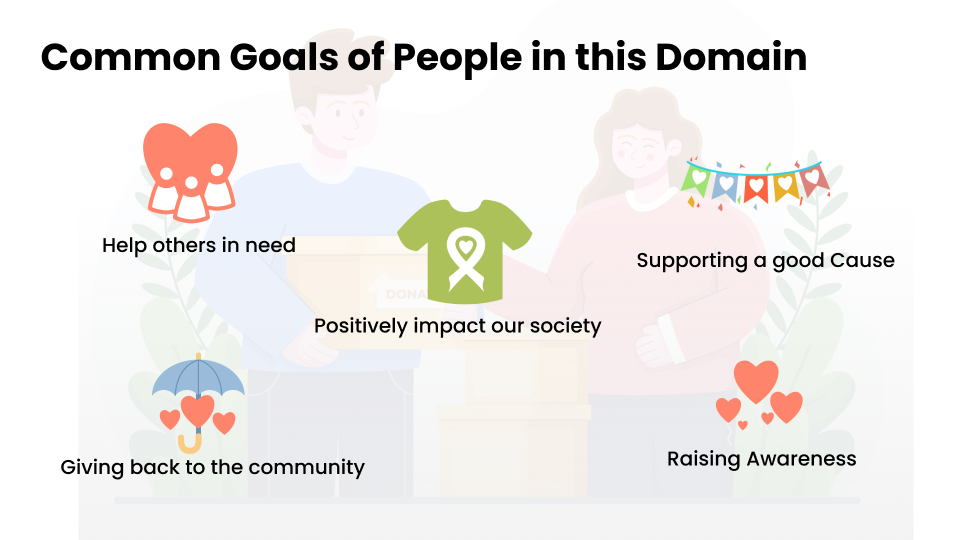 Common Goals of People in this Domain
Help others in need
Supporting a good Cause
DONA
Positively impact our society
Giving back to the community
Raising Awareness